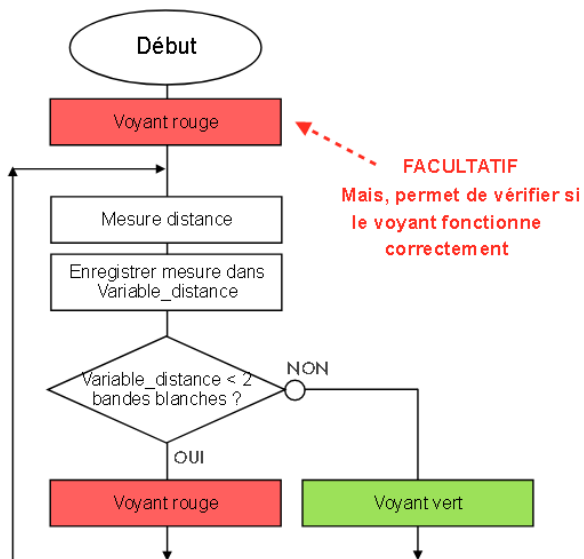 Début
Voyant rouge
FACULTATIF
Mais, permet de vérifier si
le voyant fonctionne
correctement
Mesure distance
Enregistrer mesure dans
Variable_distance
Variable_distance < 2
bandes blanches ?
NON
OUI
Voyant rouge
Voyant vert